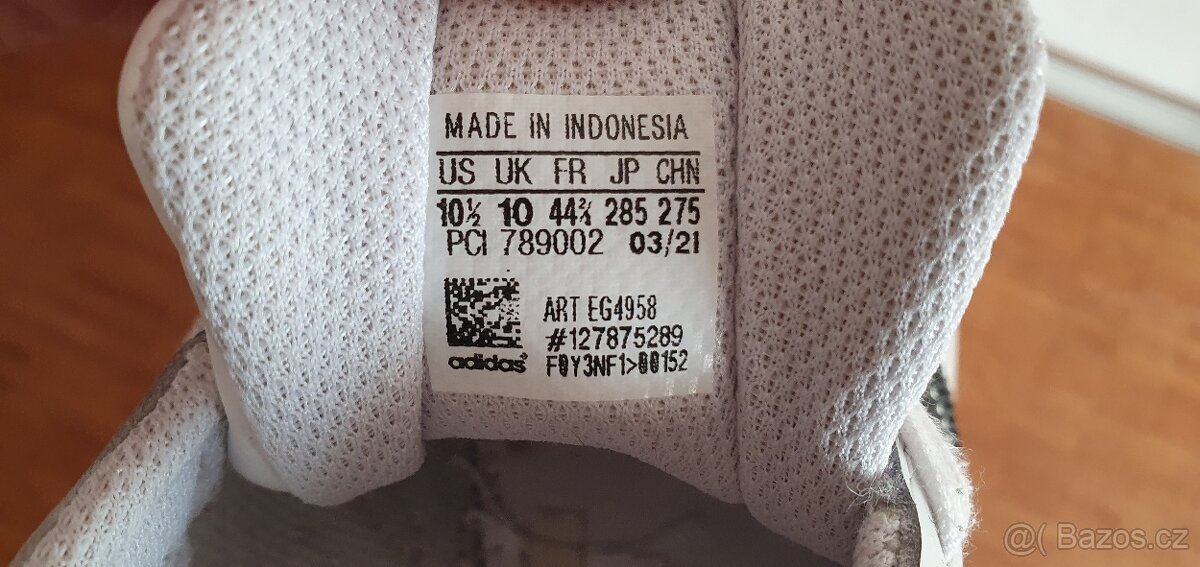 MADE IN INDONESIA
US UK FR JP CHN
10½ 10 44⅔ 285 275
PCI 789002 03/21
ART EG4958
#127875289
adidas F0Y3NF1>00152
@( Bazos.cz